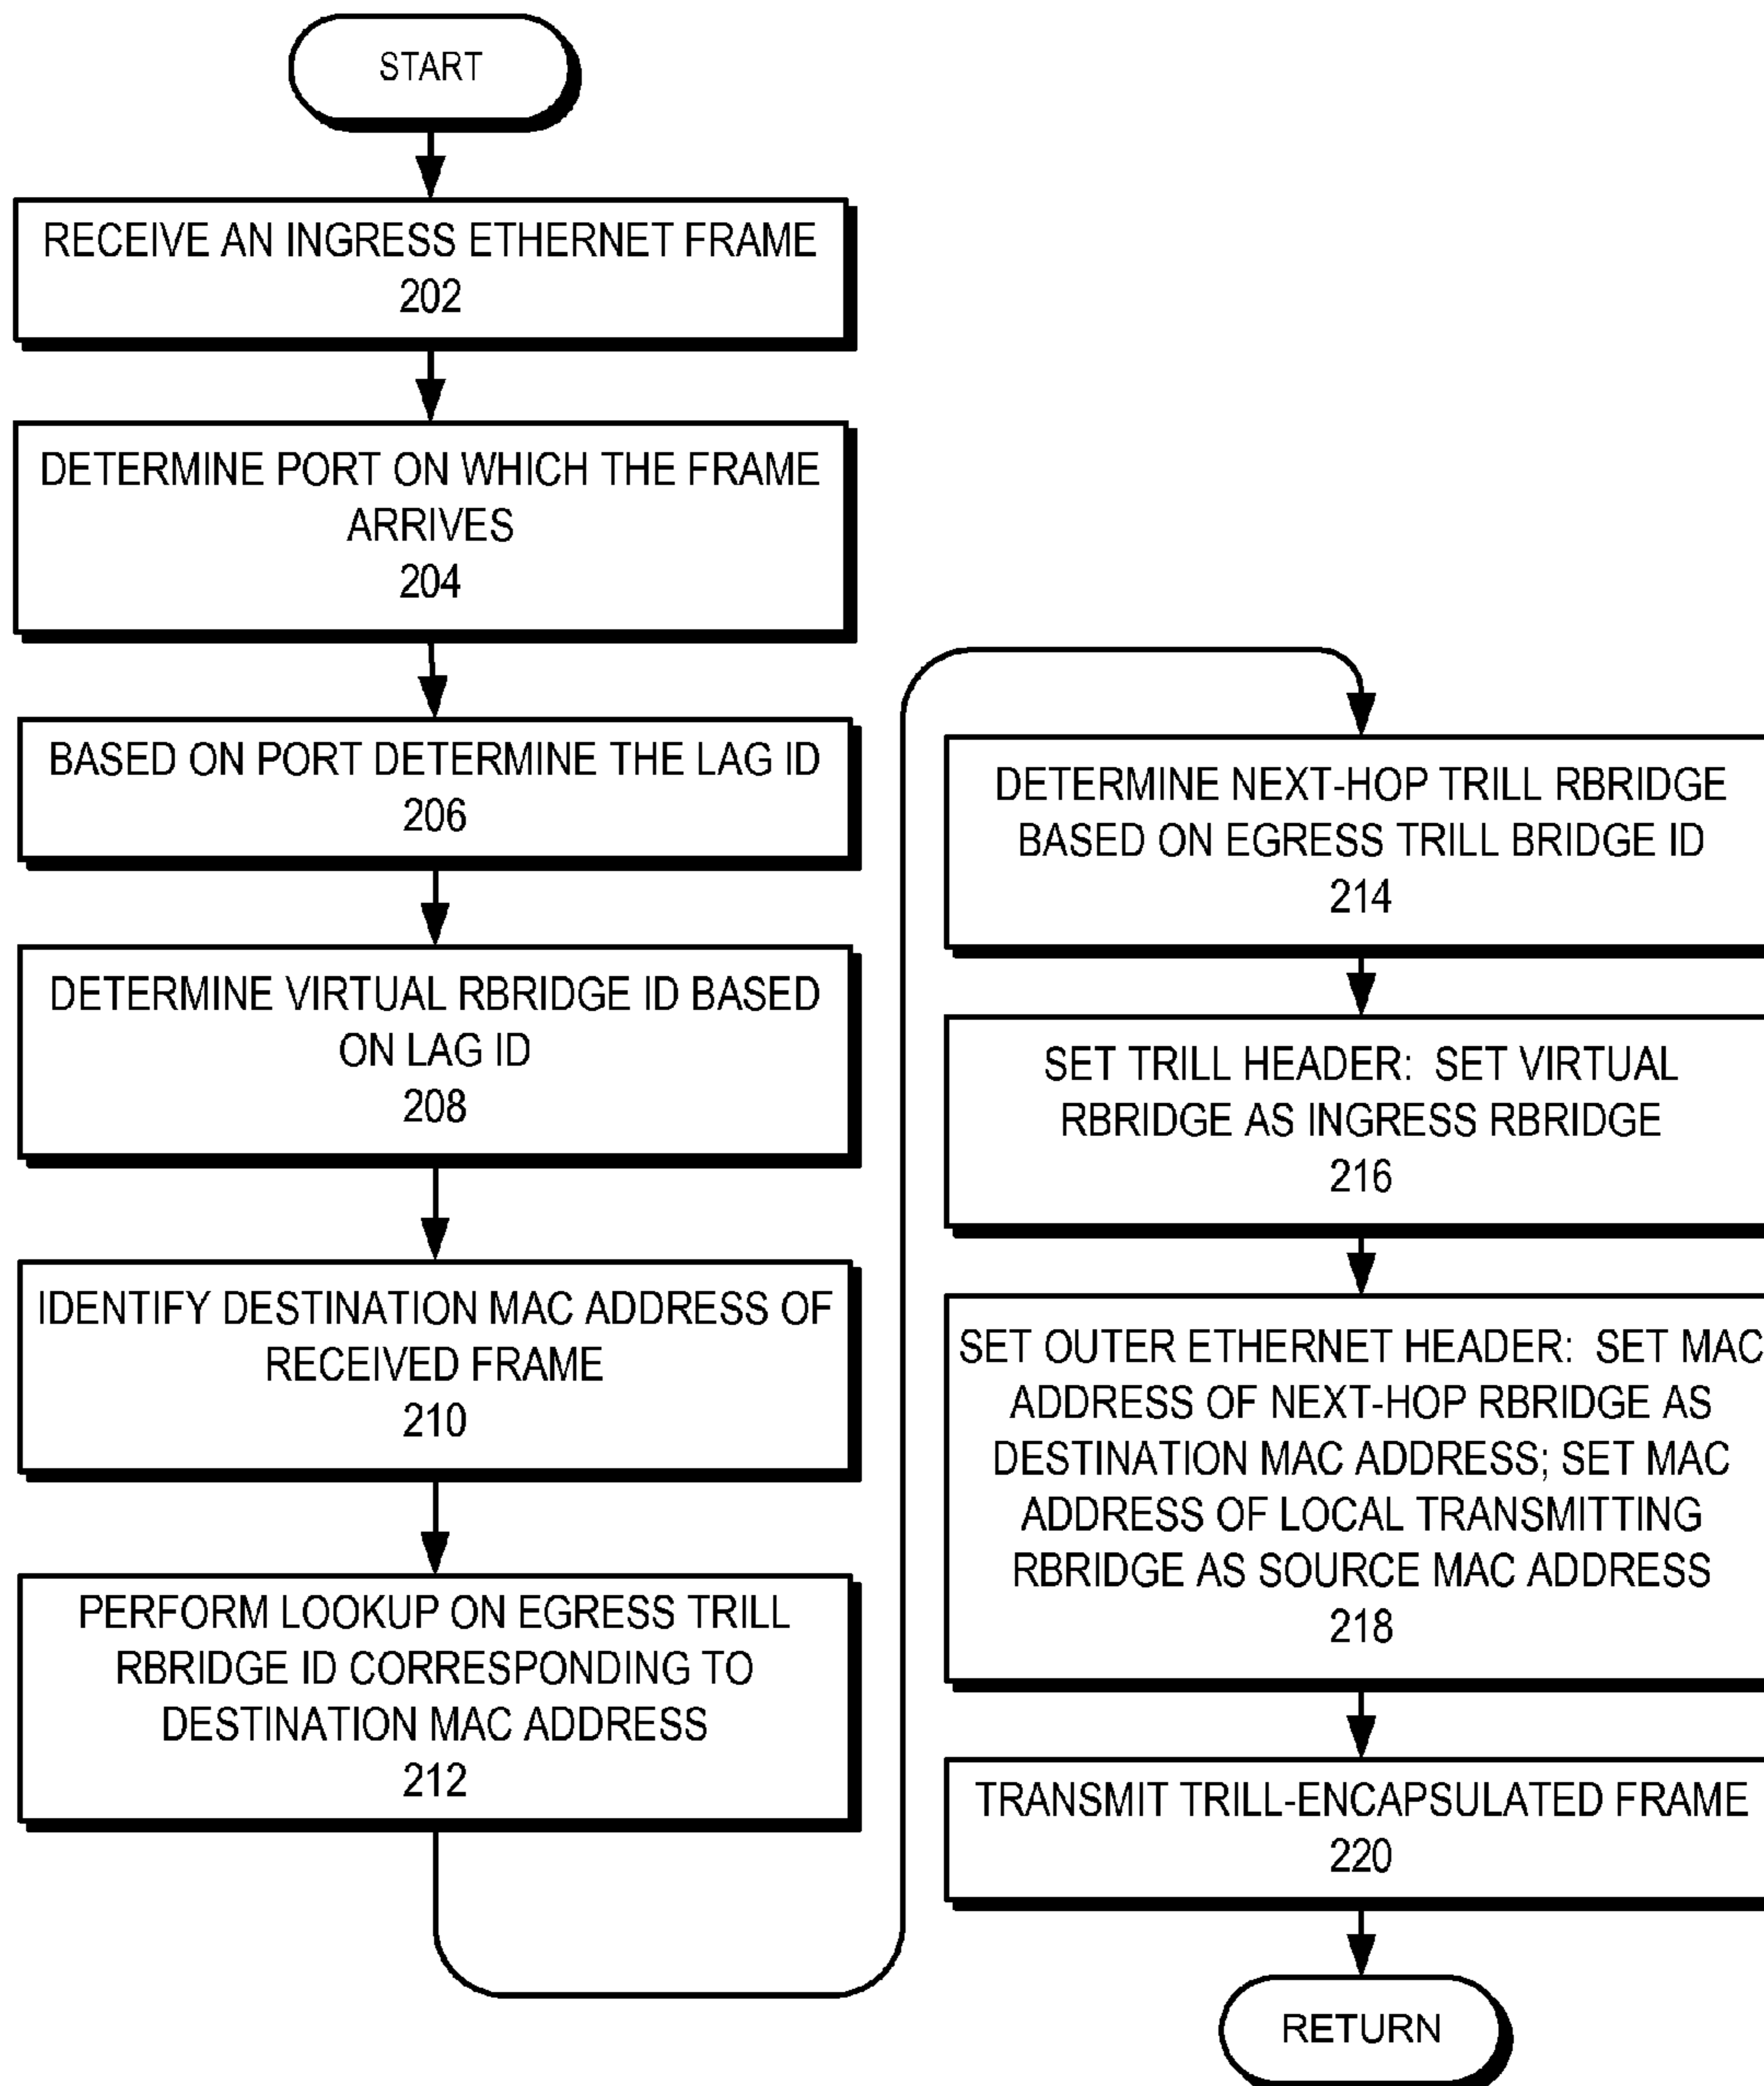 START
RECEIVE AN INGRESS ETHERNET FRAME
202
DETERMINE PORT ON WHICH THE FRAME
ARRIVES
204
BASED ON PORT DETERMINE THE LAG ID
206
DETERMINE VIRTUAL RBRIDGE ID BASED
ON LAG ID
208
IDENTIFY DESTINATION MAC ADDRESS OF
RECEIVED FRAME
210
PERFORM LOOKUP ON EGRESS TRILL
RBRIDGE ID CORRESPONDING TO
DESTINATION MAC ADDRESS
212
DETERMINE NEXT-HOP TRILL RBRIDGE
BASED ON EGRESS TRILL BRIDGE ID
214
SET TRILL HEADER: SET VIRTUAL
RBRIDGE AS INGRESS RBRIDGE
216
SET OUTER ETHERNET HEADER: SET MAC
ADDRESS OF NEXT-HOP RBRIDGE AS
DESTINATION MAC ADDRESS; SET MAC
ADDRESS OF LOCAL TRANSMITTING
RBRIDGE AS SOURCE MAC ADDRESS
218
TRANSMIT TRILL-ENCAPSULATED FRAME
220
RETURN